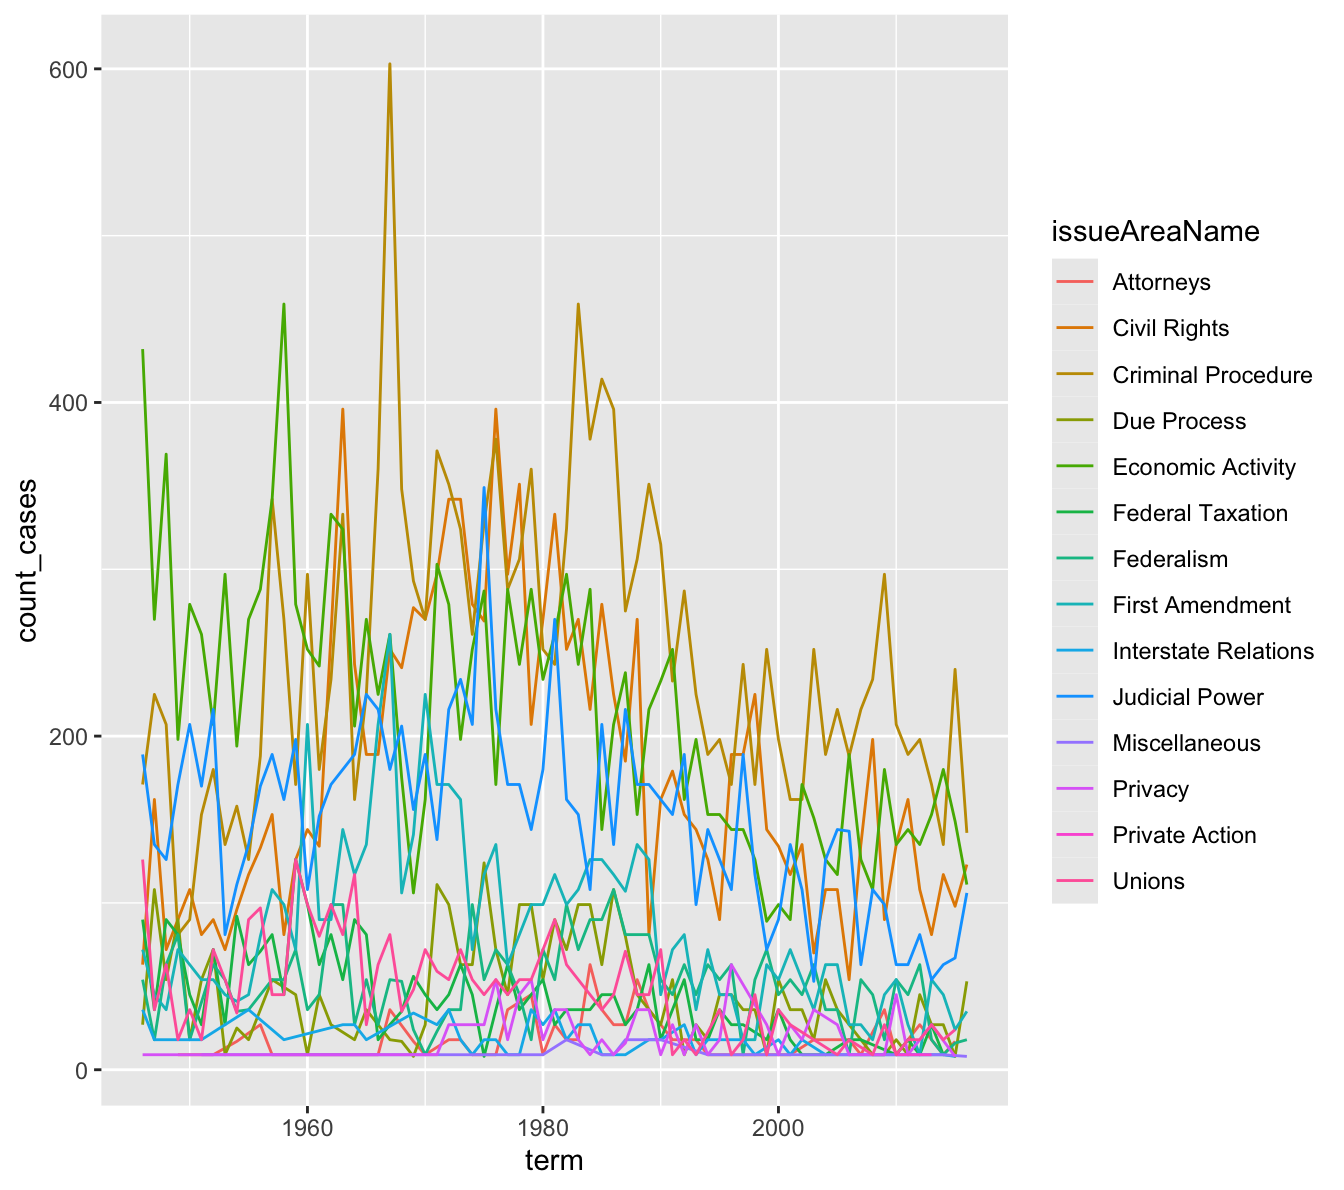 600
400
200
0
count_cases
1960
1980
2000
term
issueAreaName
Attorneys
Civil Rights
Criminal Procedure
Due Process
Economic Activity
Federal Taxation
Federalism
First Amendment
Interstate Relations
Judicial Power
Miscellaneous
Privacy
Private Action
Unions